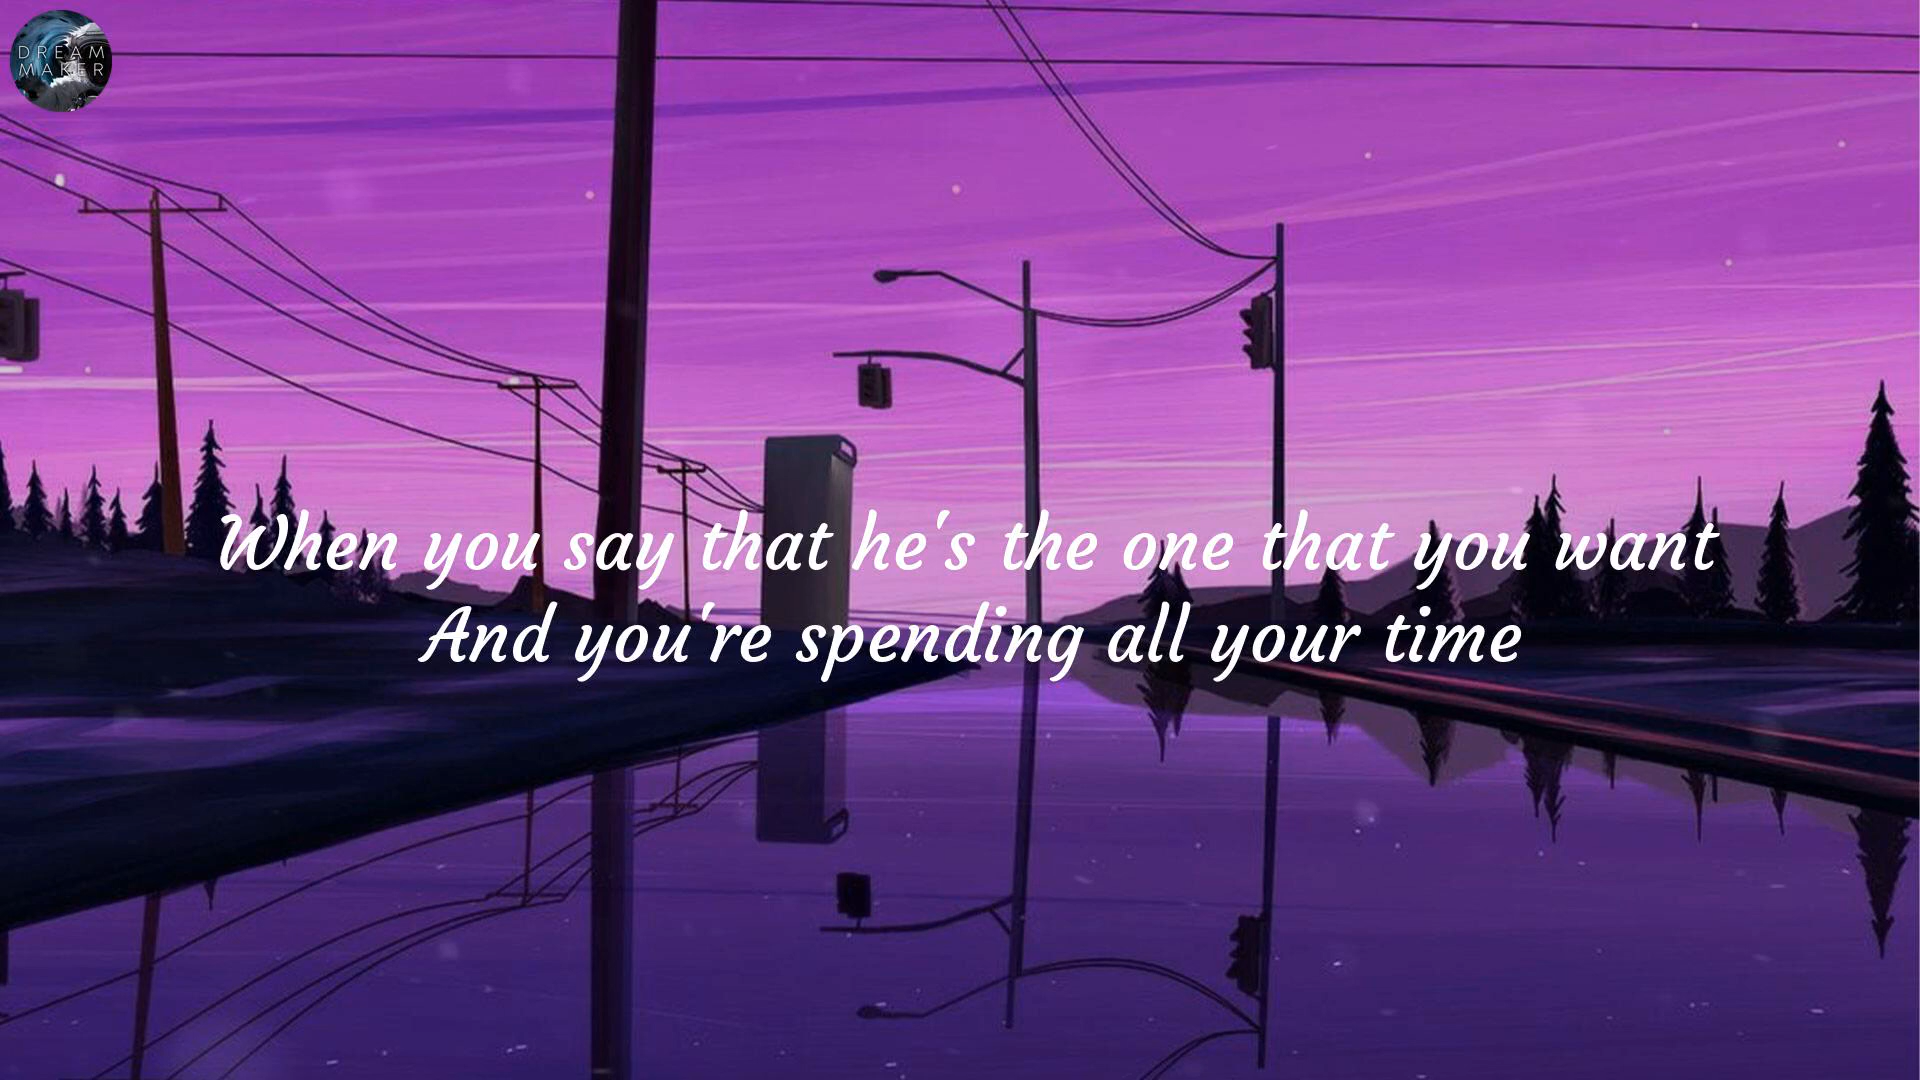 DREAM
MAKER
When you say that he's the one that you want
And you're spending all your time